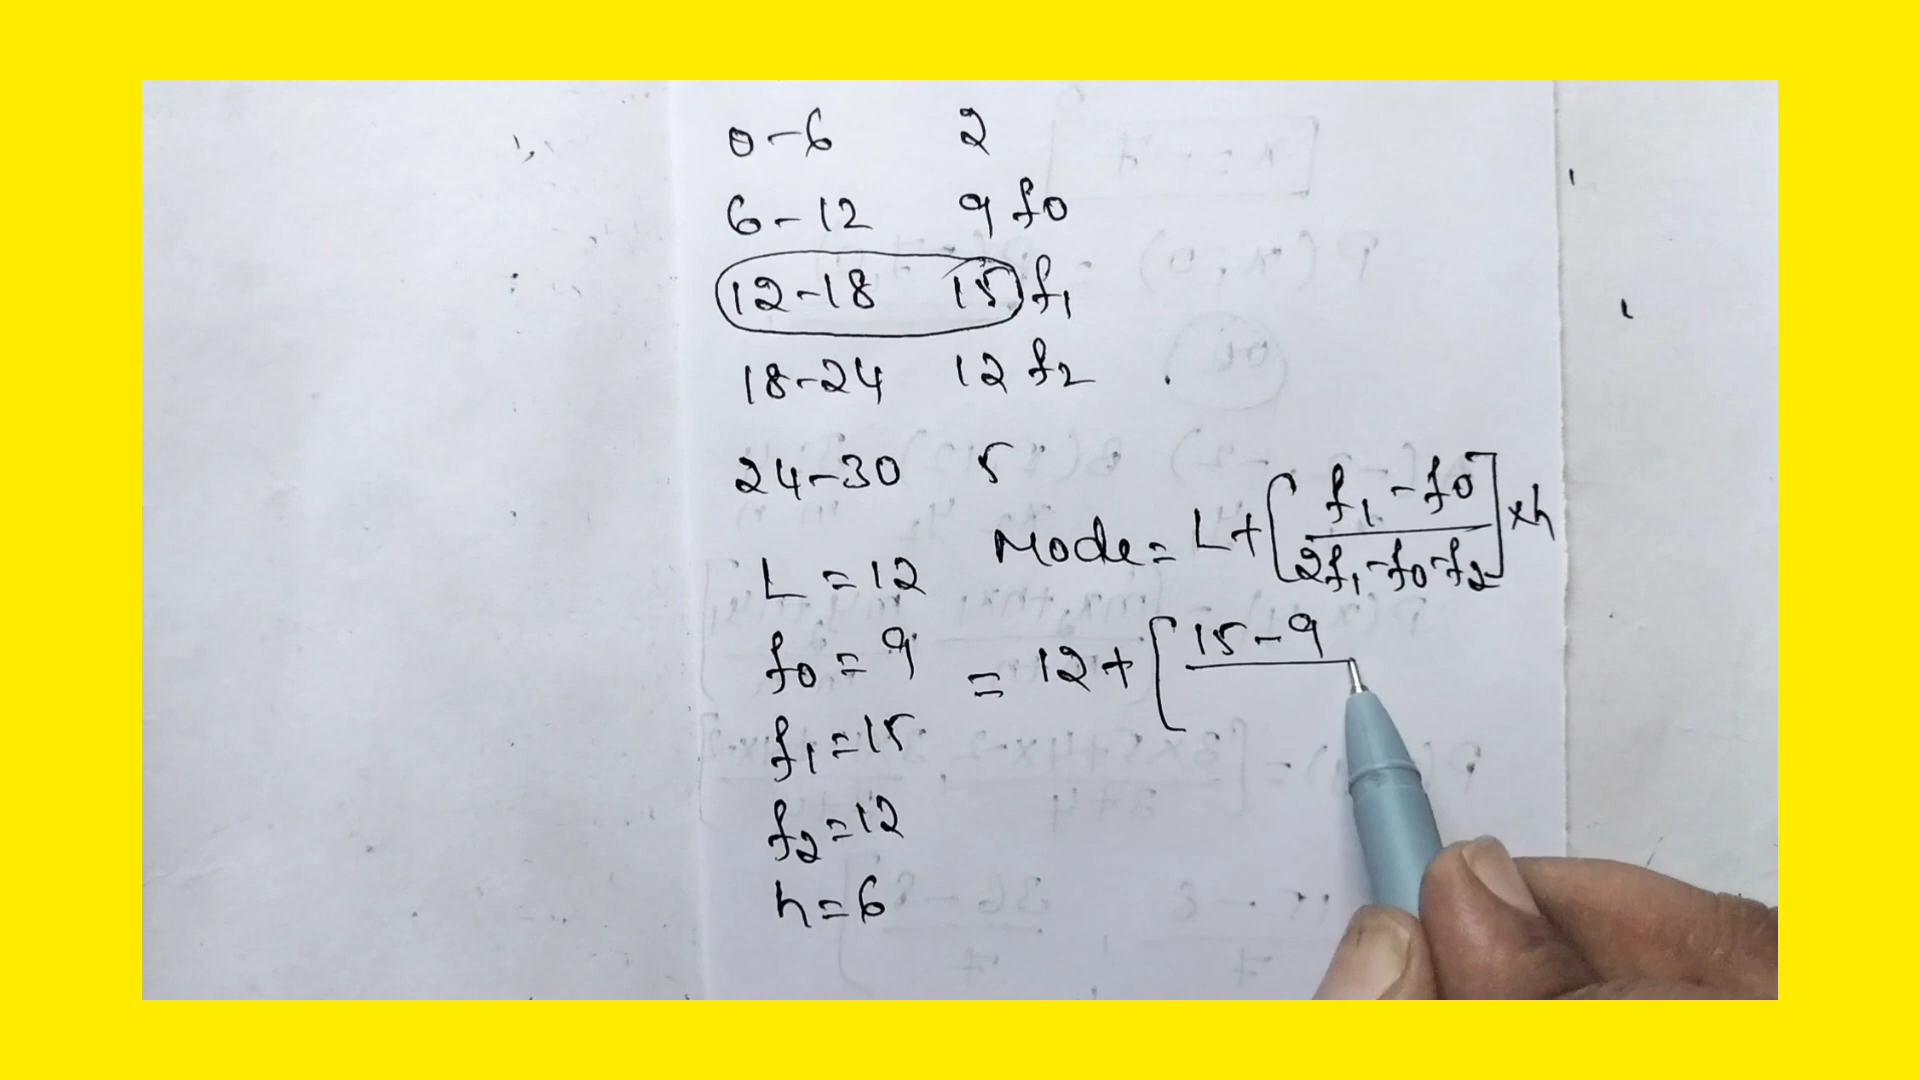 0-6 2
6-12 9 f0
12-18 15 f1
18-24 12 f2
24-30 5
Mode = L+[f1-f0/2f1-f0-f2]×h
L = 12
f0 = 9
= 12+[15-9
f1=15
f2=12
h=6